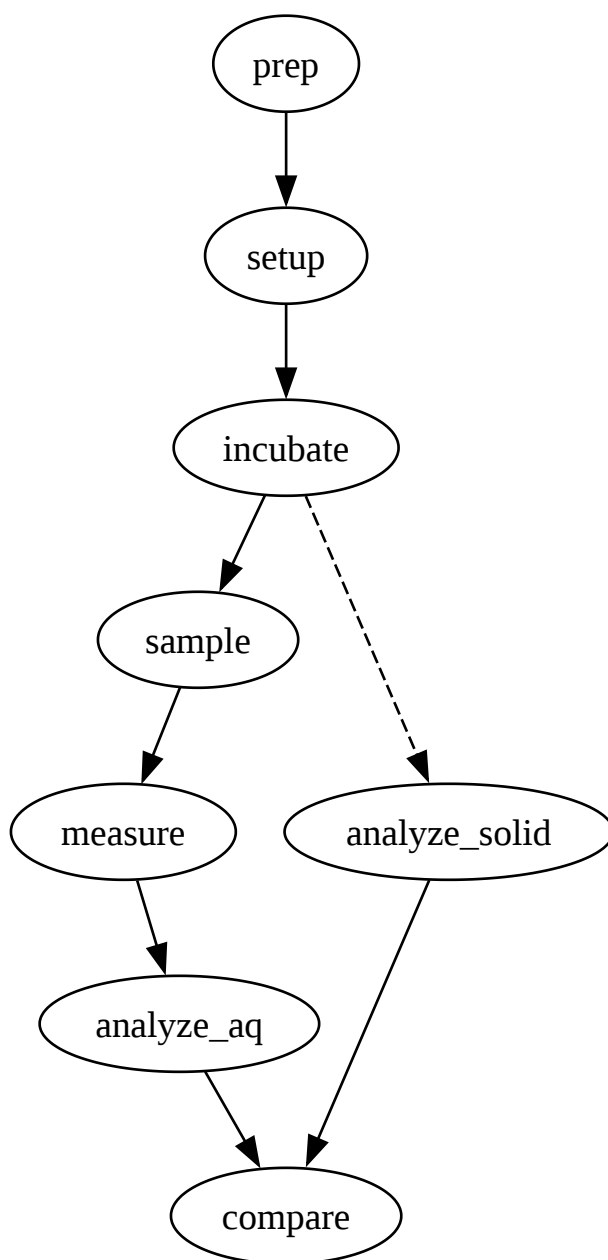 prep
setup
incubate
sample
measure
analyze_solid
analyze_aq
compare